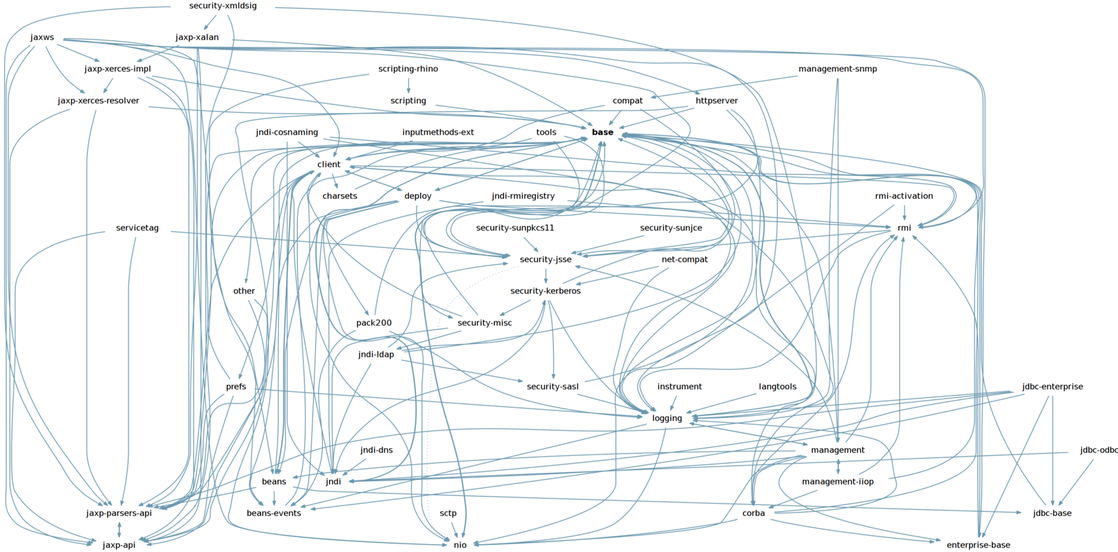 security-xmldsig
jaxws
jaxp-xalan
jaxp-xerces-impl
scripting-rhino
management-snmp
jaxp-xerces-resolver
scripting
compat
httpserver
jndi-cosnaming
inputmethods-ext
tools
base
client
charsets
deploy
jndi-rmiregistry
rmi-activation
servicetag
security-sunpkcs11
security-sunjce
rmi
security-jsse
net-compat
other
security-kerberos
pack200
security-misc
jndi-ldap
prefs
security-sasl
instrument
langtools
jdbc-enterprise
logging
jndi-dns
management
jdbc-odbc
beans
jndi
management-iiop
jaxp-parsers-api
beans-events
sctp
corba
jdbc-base
jaxp-api
nio
enterprise-base